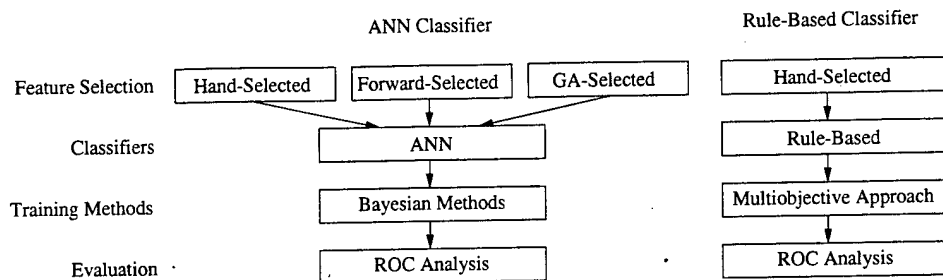 ANN Classifier
Rule-Based Classifier
Feature Selection
Hand-Selected
Forward-Selected
GA-Selected
Hand-Selected
Classifiers
ANN
Rule-Based
Training Methods
Bayesian Methods
Multiobjective Approach
Evaluation
ROC Analysis
ROC Analysis